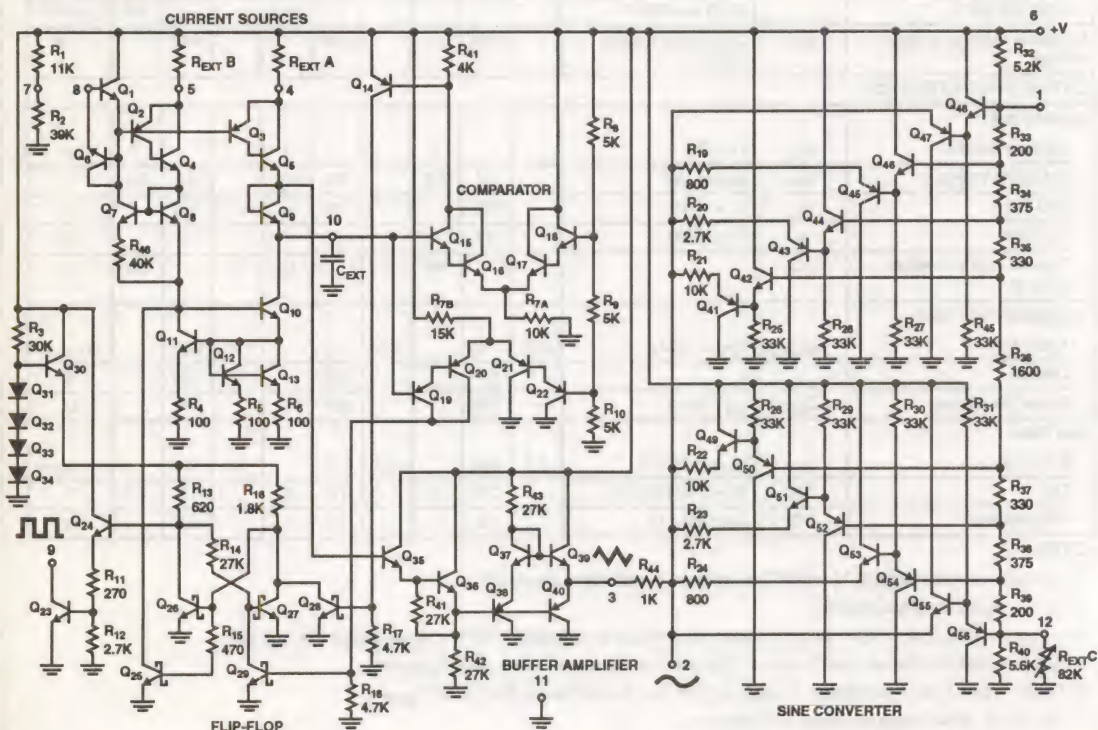 CURRENT SOURCES
6
+V
R1
11K
REXT B
REXT A
R41
4K
R32
5.2K
7
8
5
4
1
Q1
Q14
Q48
R2
39K
Q2
Q3
R8
5K
Q47
R33
200
R19
800
Q46
Q6
Q4
Q5
COMPARATOR
Q45
R34
375
R20
2.7K
Q44
Q7
Q8
Q9
10
Q15
Q18
Q43
R35
330
R46
40K
CEXT
Q16
Q17
R21
10K
Q42
R7B
15K
R7A
10K
R9
5K
Q41
R25
33K
R26
33K
R27
33K
R45
33K
Q10
R3
30K
Q11
Q12
Q13
Q20
Q21
R36
1600
Q30
Q19
Q22
Q31
R4
100
R5
100
R6
100
R10
5K
R28
33K
R29
33K
R30
33K
R31
33K
Q32
Q49
Q33
R22
10K
Q50
Q34
R13
620
R16
1.8K
R43
27K
Q51
R37
330
R23
2.7K
Q52
Q24
9
R14
27K
Q35
Q37
Q39
Q53
R38
375
R44
1K
R24
800
Q54
R11
270
Q36
Q38
Q40
3
Q23
Q26
Q27
Q28
R41
27K
Q55
R39
200
R12
2.7K
R15
470
R17
4.7K
Q56
12
Q25
Q29
R42
27K
BUFFER AMPLIFIER
2
R40
5.6K
REXTC
82K
R18
4.7K
11
FLIP-FLOP
SINE CONVERTER